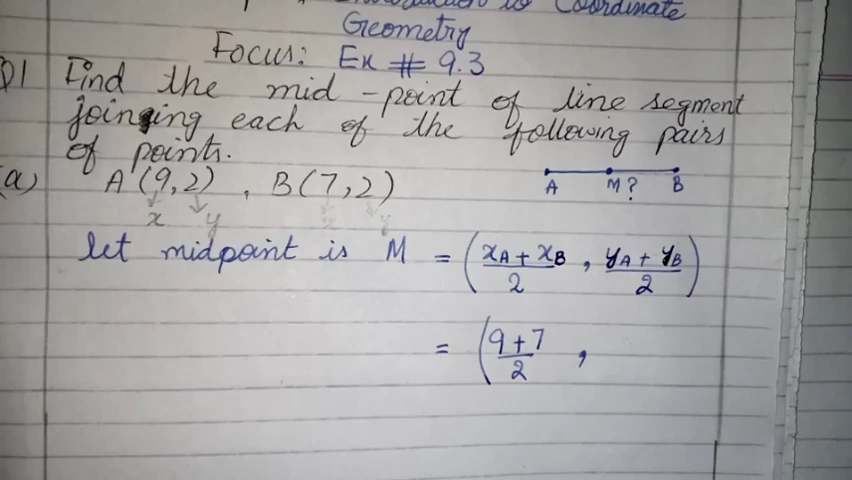 to Coordinate
Geometry
Focus: Ex # 9.3
Q1 Find the mid-point of line segment
joining each of the following pairs
of points.
(a) A (9,2) , B (7,2)
A M? B
x y x y
let midpoint is M = (xA + xB / 2 , yA + yB / 2)
= (9+7 / 2 ,